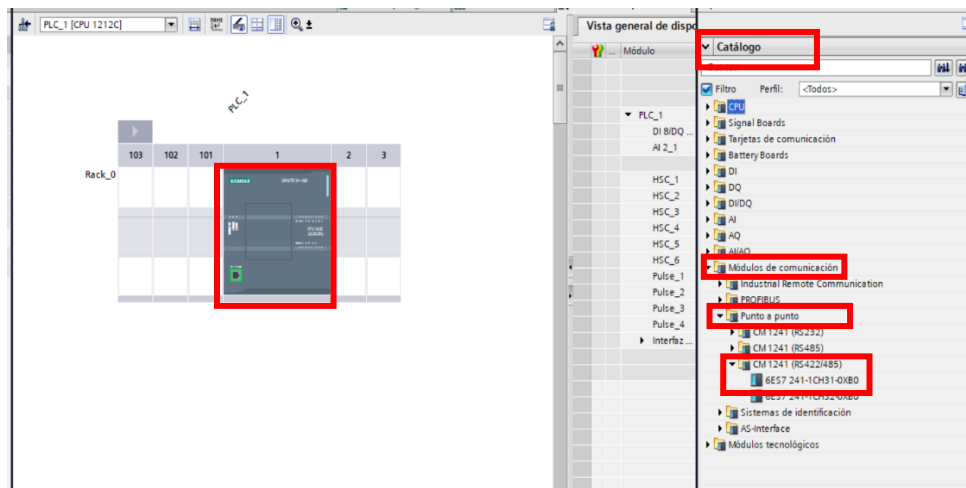 PLC_1 [CPU 1212C]
Vista general de dispo
... Módulo
Catálogo
Filtro Perfil: <Todos>
CPU
Signal Boards
Tarjetas de comunicación
Battery Boards
DI
DQ
DI/DQ
AI
AQ
AI/AQ
Módulos de comunicación
Industrial Remote Communication
PROFIBUS
Punto a punto
CM 1241 (RS232)
CM 1241 (RS485)
CM 1241 (RS422/485)
6ES7 241-1CH31-0XB0
6ES7 241-1CH32-0XB0
Sistemas de identificación
AS-Interface
Módulos tecnológicos
PLC_1
DI 8/DQ ...
AI 2_1
HSC_1
HSC_2
HSC_3
HSC_4
HSC_5
HSC_6
Pulse_1
Pulse_2
Pulse_3
Pulse_4
Interfaz ...
PLC_1
103 102 101 1 2 3
Rack_0
SIEMENS